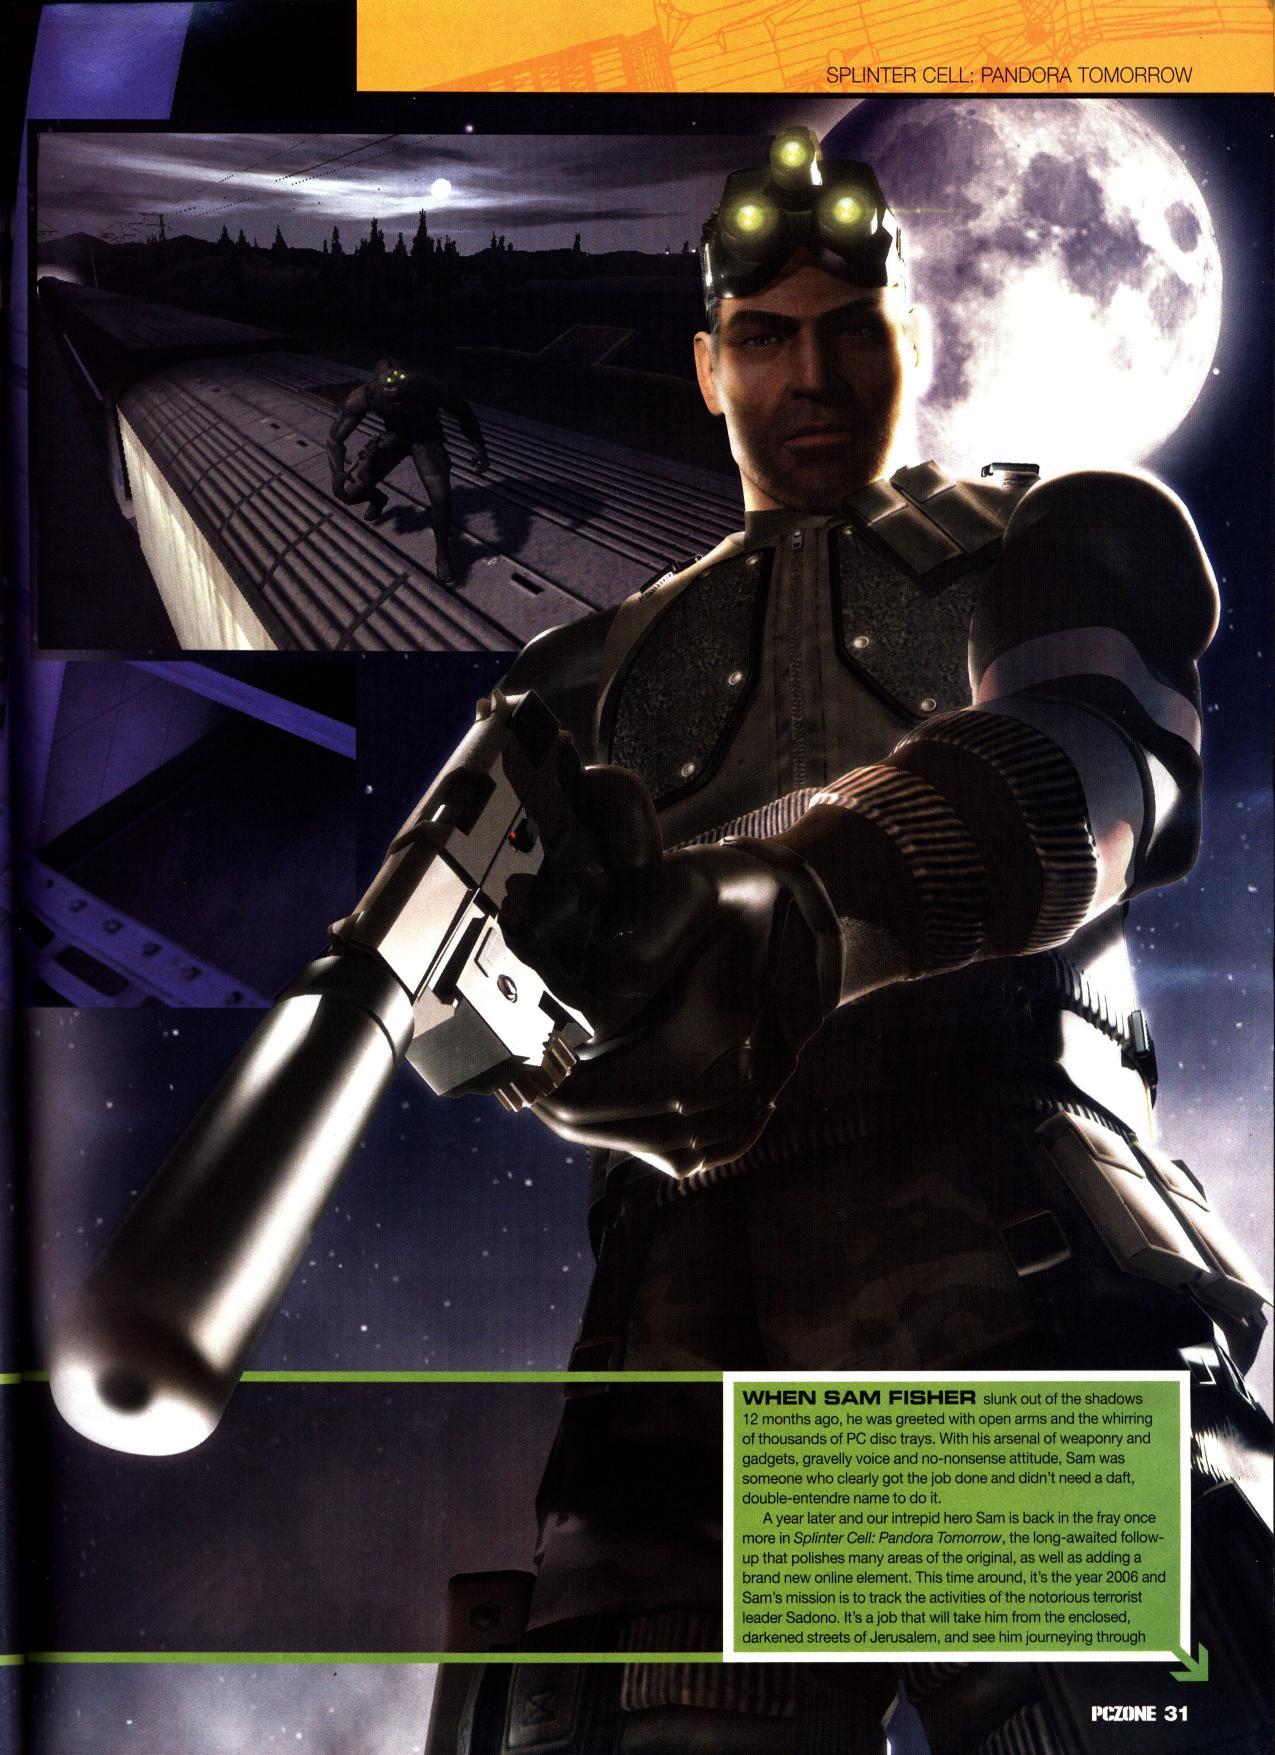 SPLINTER CELL: PANDORA TOMORROW
WHEN SAM FISHER slunk out of the shadows
12 months ago, he was greeted with open arms and the whirring
of thousands of PC disc trays. With his arsenal of weaponry and
gadgets, gravelly voice and no-nonsense attitude, Sam was
someone who clearly got the job done and didn't need a daft,
double-entendre name to do it.
A year later and our intrepid hero Sam is back in the fray once
more in Splinter Cell: Pandora Tomorrow, the long-awaited follow-
up that polishes many areas of the original, as well as adding a
brand new online element. This time around, it's the year 2006 and
Sam's mission is to track the activities of the notorious terrorist
leader Sadono. It's a job that will take him from the enclosed,
darkened streets of Jerusalem, and see him journeying through
PCZONE 31